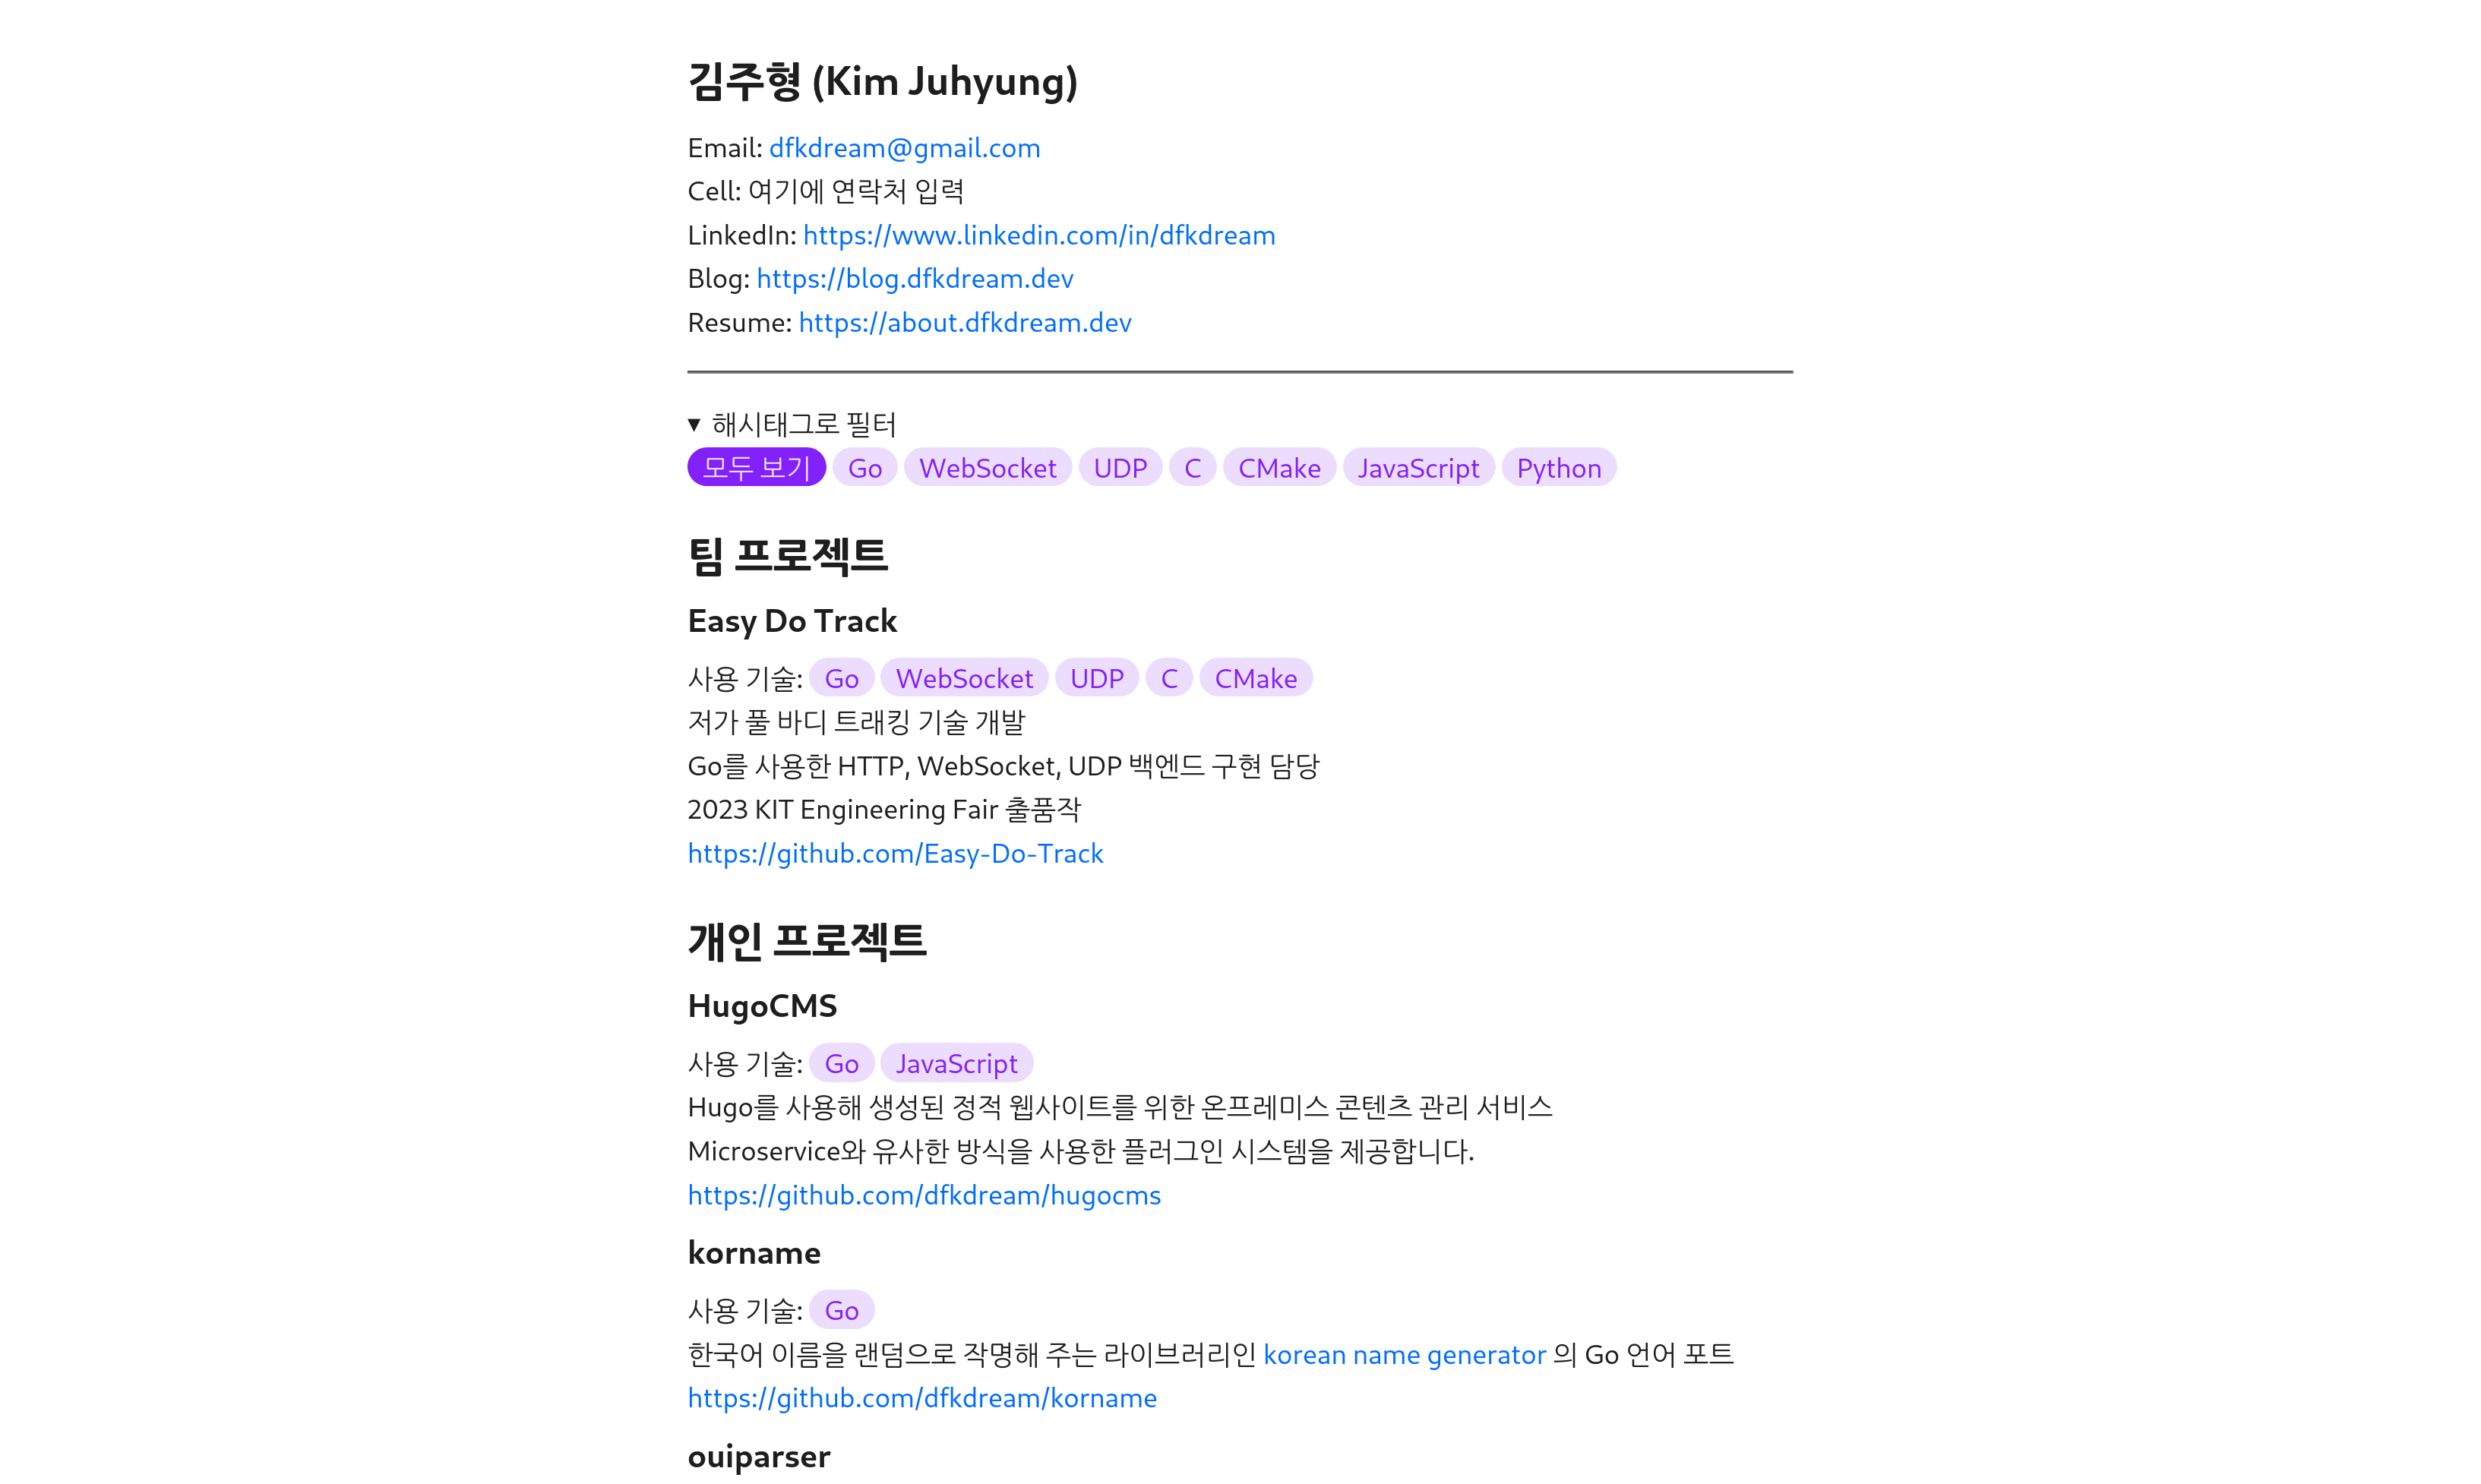 김주형 (Kim Juhyung)
Email: dfkdream@gmail.com
Cell: 여기에 연락처 입력
LinkedIn: https://www.linkedin.com/in/dfkdream
Blog: https://blog.dfkdream.dev
Resume: https://about.dfkdream.dev
▼ 해시태그로 필터
모두 보기 Go WebSocket UDP C CMake JavaScript Python
팀 프로젝트
Easy Do Track
사용 기술: Go WebSocket UDP C CMake
저가 풀 바디 트래킹 기술 개발
Go를 사용한 HTTP, WebSocket, UDP 백엔드 구현 담당
2023 KIT Engineering Fair 출품작
https://github.com/Easy-Do-Track
개인 프로젝트
HugoCMS
사용 기술: Go JavaScript
Hugo를 사용해 생성된 정적 웹사이트를 위한 온프레미스 콘텐츠 관리 서비스
Microservice와 유사한 방식을 사용한 플러그인 시스템을 제공합니다.
https://github.com/dfkdream/hugocms
korname
사용 기술: Go
한국어 이름을 랜덤으로 작명해 주는 라이브러리인 korean name generator 의 Go 언어 포트
https://github.com/dfkdream/korname
ouiparser